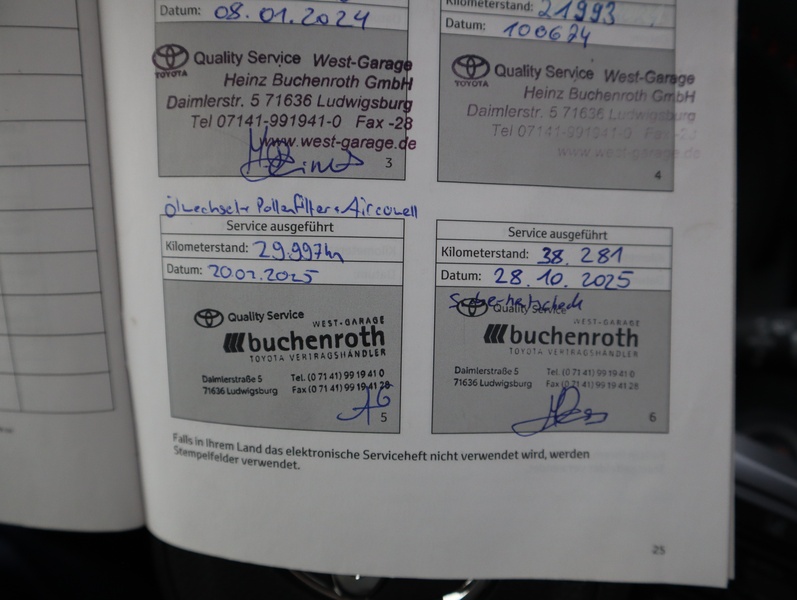 Datum: 08.01.2024
TOYOTA Quality Service West-Garage
Heinz Buchenroth GmbH
Daimlerstr. 5 71636 Ludwigsburg
Tel 07141-991941-0 Fax -28
www.west-garage.de
3
Kilometerstand: 21993
Datum: 100624
TOYOTA Quality Service West-Garage
Heinz Buchenroth GmbH
Daimlerstr. 5 71636 Ludwigsburg
Tel 07141-991941-0 Fax -2
www.west-garage.de
4
Ölwechsel + Pollenfilter + Aircowell
Service ausgeführt
Kilometerstand: 29.997km
Datum: 20.02.2025
Quality Service
WEST-GARAGE
buchenroth
TOYOTA VERTRAGSHÄNDLER
Daimlerstraße 5 Tel. (0 71 41) 99 19 41 0
71636 Ludwigsburg Fax (0 71 41) 99 19 41 28
5
Service ausgeführt
Kilometerstand: 38.281
Datum: 28.10.2025
Quality Service
WEST-GARAGE
buchenroth
TOYOTA VERTRAGSHÄNDLER
Daimlerstraße 5 Tel. (0 71 41) 99 19 41 0
71636 Ludwigsburg Fax (0 71 41) 99 19 41 28
6
Falls in Ihrem Land das elektronische Serviceheft nicht verwendet wird, werden
Stempelfelder verwendet.
25